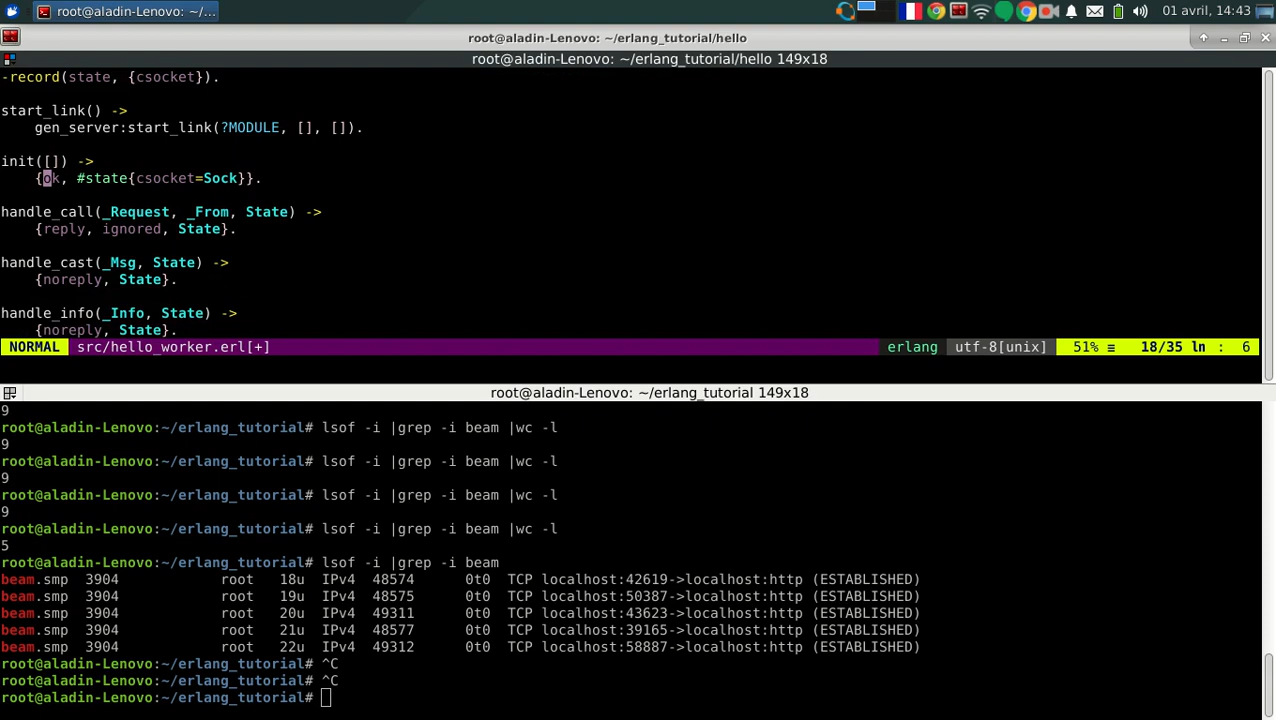 root@aladin-Lenovo: ~/... 01 avril, 14:43
root@aladin-Lenovo: ~/erlang_tutorial/hello
root@aladin-Lenovo: ~/erlang_tutorial/hello 149x18
-record(state, {csocket}).
start_link() ->
gen_server:start_link(?MODULE, [], []).
init([]) ->
{ok, #state{csocket=Sock}}.
handle_call(_Request, _From, State) ->
{reply, ignored, State}.
handle_cast(_Msg, State) ->
{noreply, State}.
handle_info(_Info, State) ->
{noreply, State}.
NORMAL src/hello_worker.erl[+] erlang utf-8[unix] 51% ≡ 18/35 ln : 6
root@aladin-Lenovo: ~/erlang_tutorial 149x18
9
root@aladin-Lenovo:~/erlang_tutorial# lsof -i |grep -i beam |wc -l
9
root@aladin-Lenovo:~/erlang_tutorial# lsof -i |grep -i beam |wc -l
9
root@aladin-Lenovo:~/erlang_tutorial# lsof -i |grep -i beam |wc -l
9
root@aladin-Lenovo:~/erlang_tutorial# lsof -i |grep -i beam |wc -l
5
root@aladin-Lenovo:~/erlang_tutorial# lsof -i |grep -i beam
beam.smp 3904 root 18u IPv4 48574 0t0 TCP localhost:42619->localhost:http (ESTABLISHED)
beam.smp 3904 root 19u IPv4 48575 0t0 TCP localhost:50387->localhost:http (ESTABLISHED)
beam.smp 3904 root 20u IPv4 49311 0t0 TCP localhost:43623->localhost:http (ESTABLISHED)
beam.smp 3904 root 21u IPv4 48577 0t0 TCP localhost:39165->localhost:http (ESTABLISHED)
beam.smp 3904 root 22u IPv4 49312 0t0 TCP localhost:58887->localhost:http (ESTABLISHED)
root@aladin-Lenovo:~/erlang_tutorial# ^C
root@aladin-Lenovo:~/erlang_tutorial# ^C
root@aladin-Lenovo:~/erlang_tutorial#